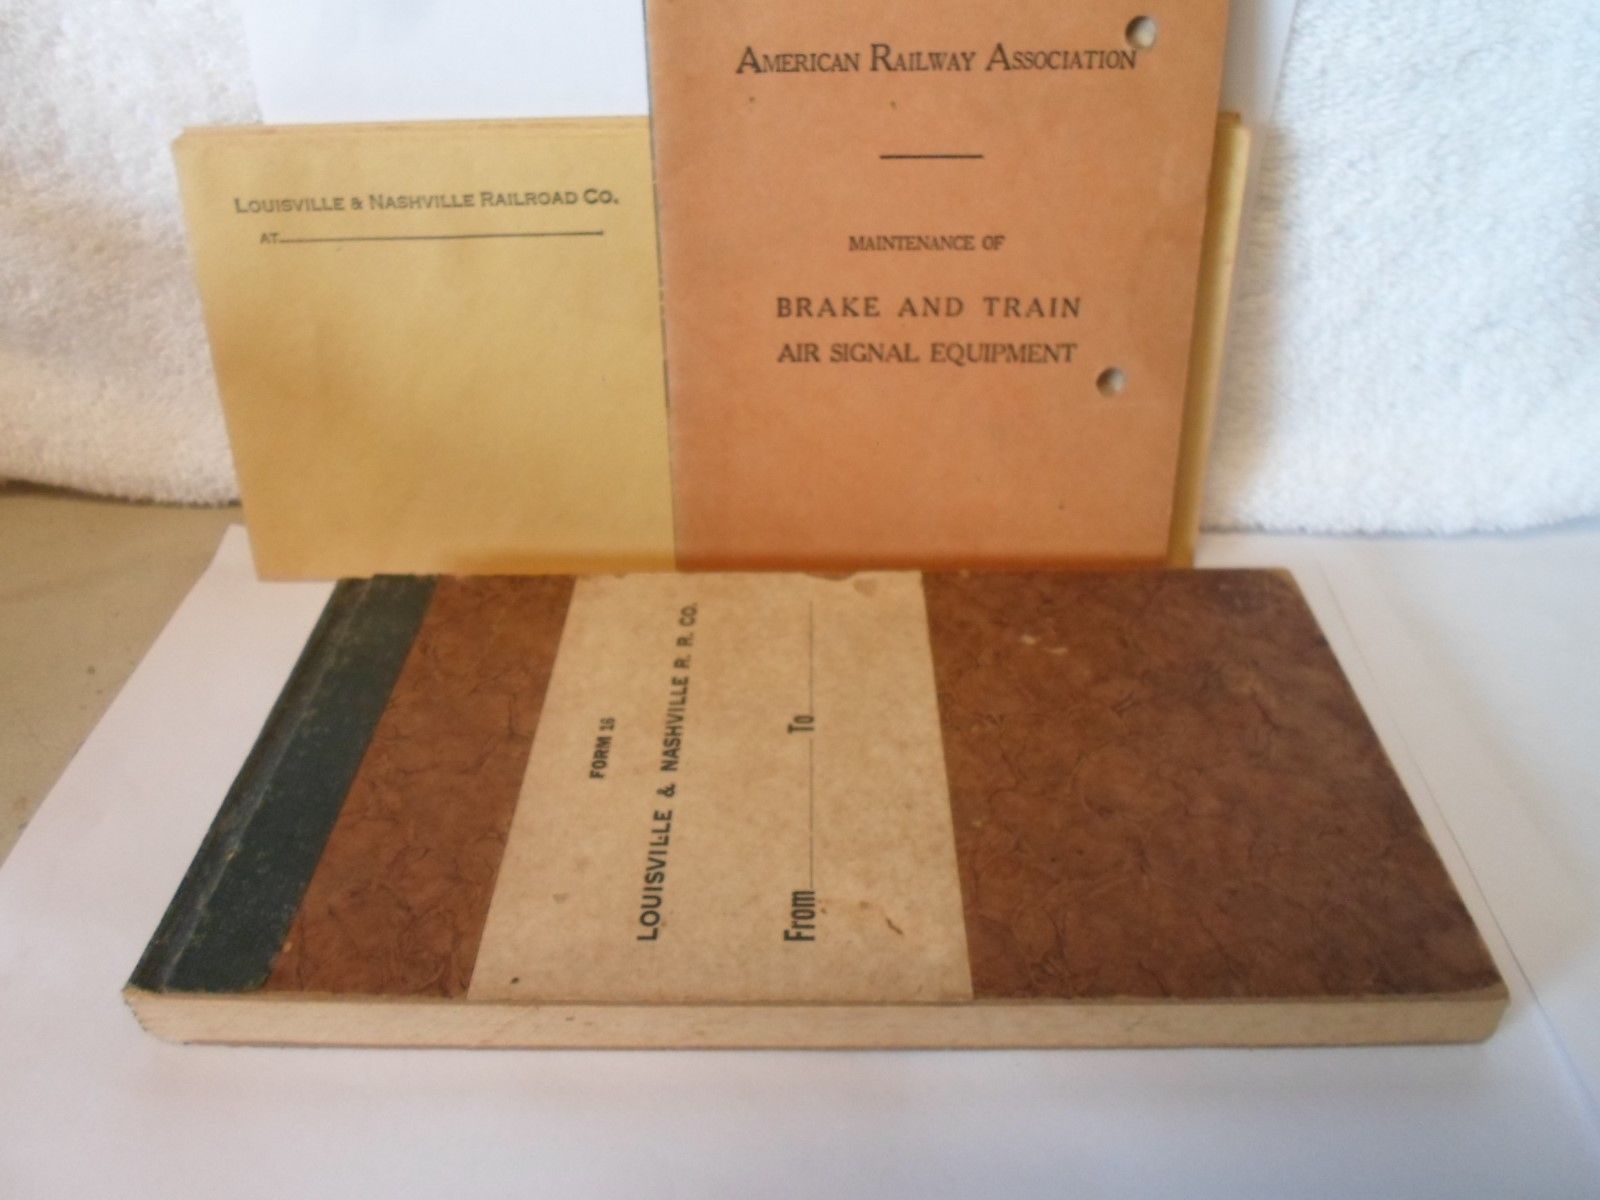 AMERICAN RAILWAY ASSOCIATION
MAINTENANCE OF
BRAKE AND TRAIN
AIR SIGNAL EQUIPMENT
LOUISVILLE & NASHVILLE RAILROAD CO.
AT
FORM 16
LOUISVILLE & NASHVILLE R. R. CO.
From To